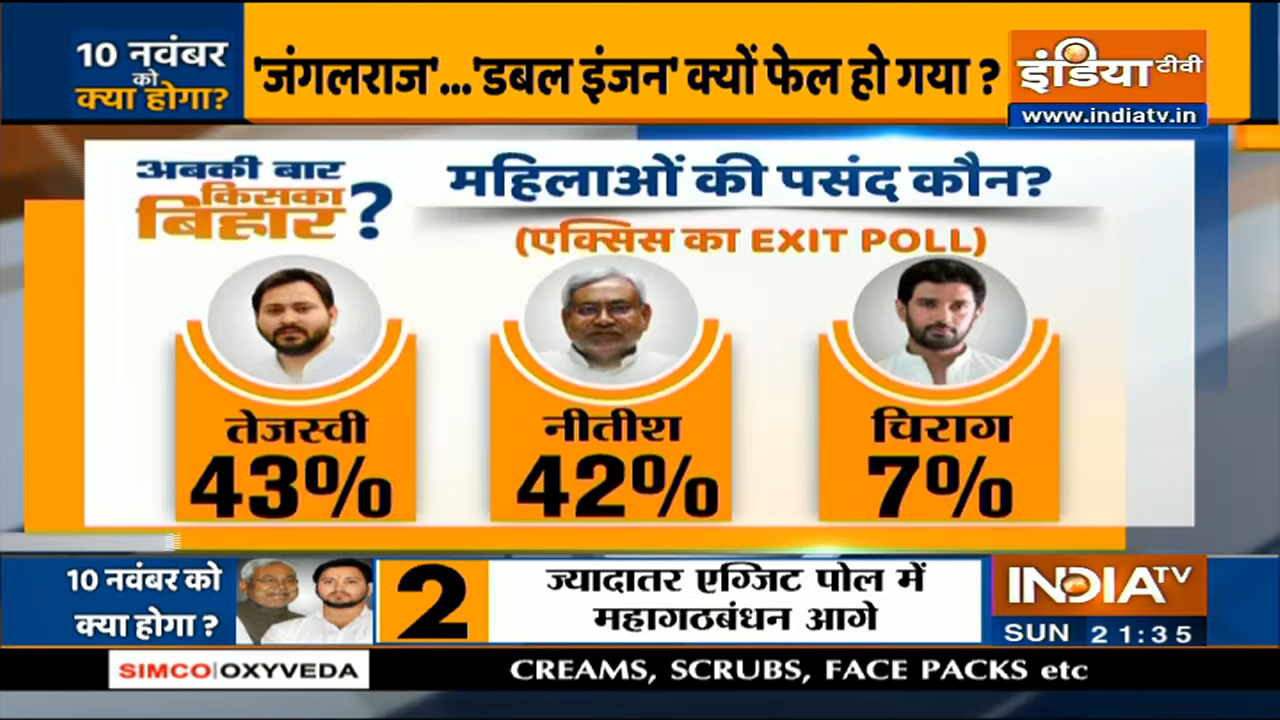 10 नवंबर
को
क्या होगा?
'जंगलराज'...'डबल इंजन' क्यों फेल हो गया ?
इंडिया टीवी
www.indiatv.in
अबकी बार
किसका
बिहार ?
महिलाओं की पसंद कौन?
(एक्सिस का EXIT POLL)
तेजस्वी
43%
नीतीश
42%
चिराग
7%
10 नवंबर को
क्या होगा ?
2
ज्यादातर एग्जिट पोल में
महागठबंधन आगे
INDIA TV
SUN 21:35
SIMCO|OXYVEDA
CREAMS, SCRUBS, FACE PACKS etc